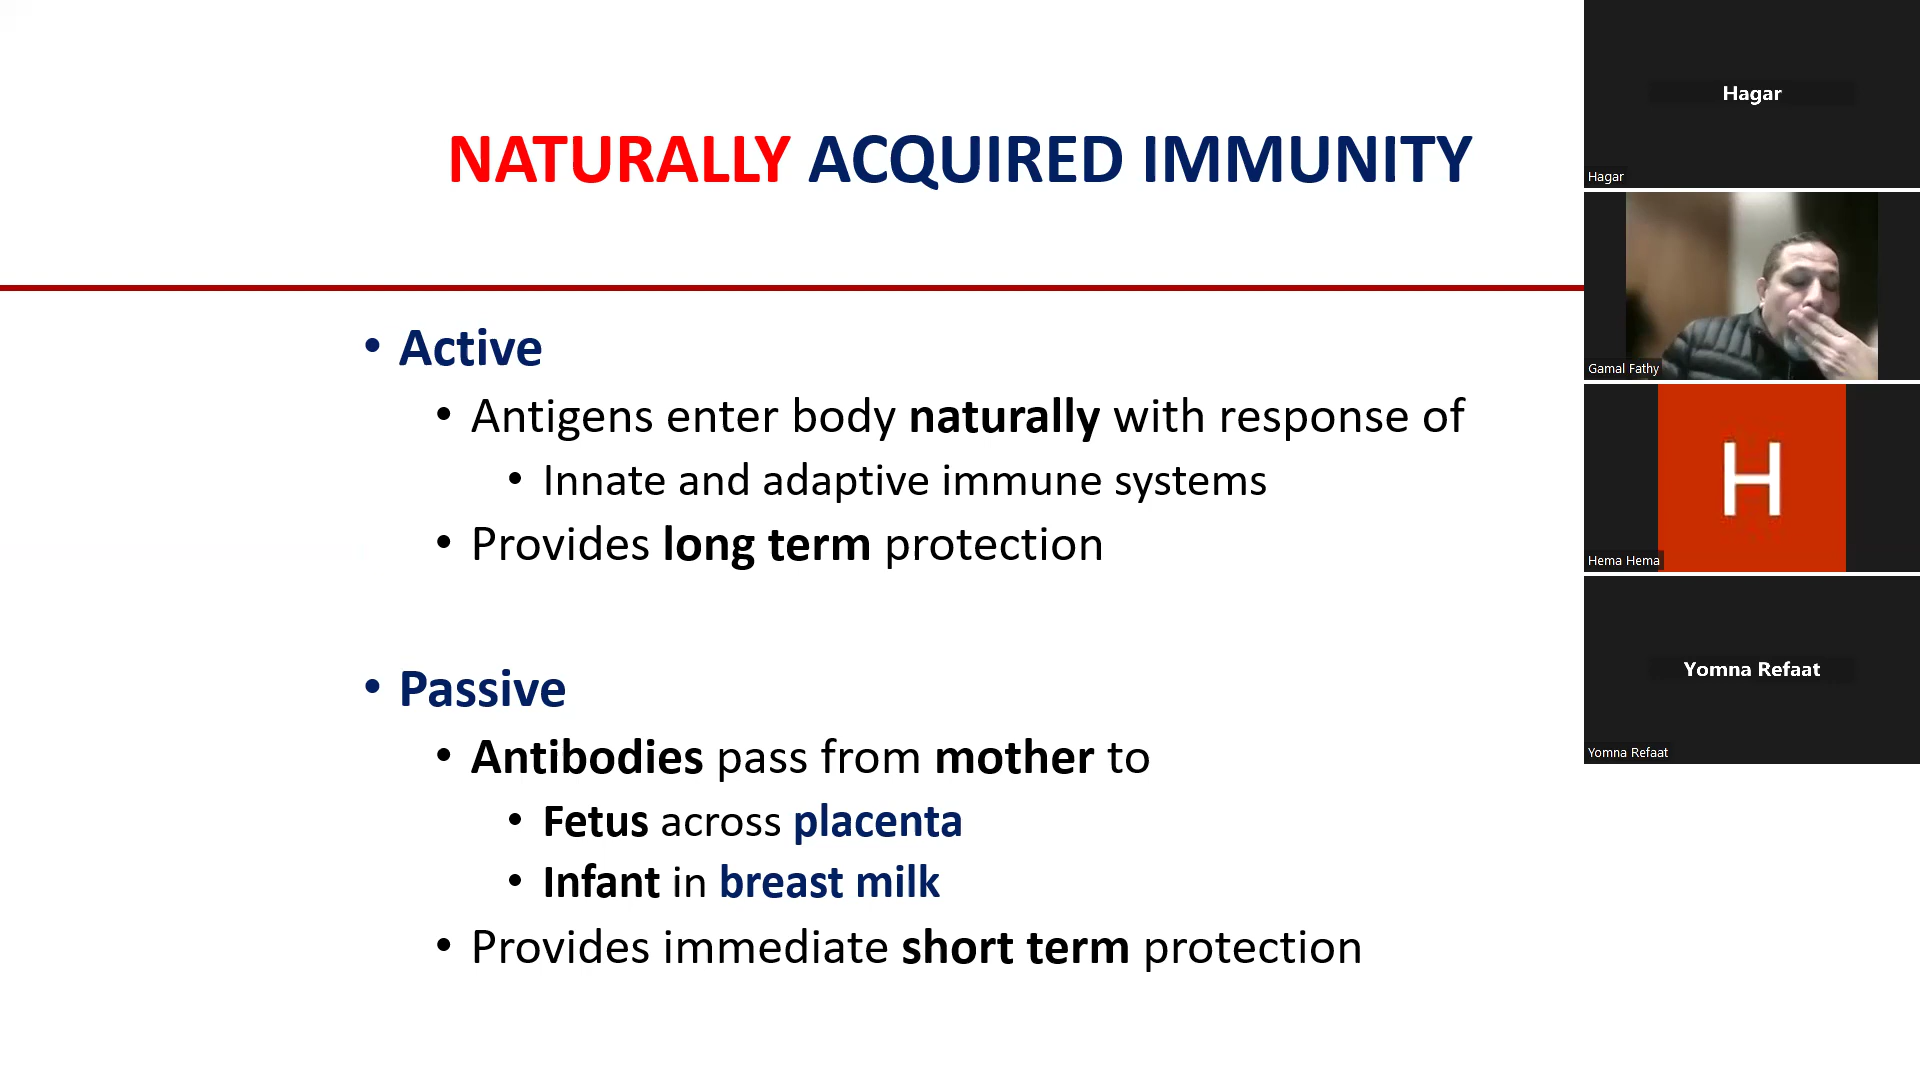 NATURALLY ACQUIRED IMMUNITY
• Active
• Antigens enter body naturally with response of
• Innate and adaptive immune systems
• Provides long term protection
• Passive
• Antibodies pass from mother to
• Fetus across placenta
• Infant in breast milk
• Provides immediate short term protection
Hagar
Hagar
Gamal Fathy
H
Hema Hema
Yomna Refaat
Yomna Refaat